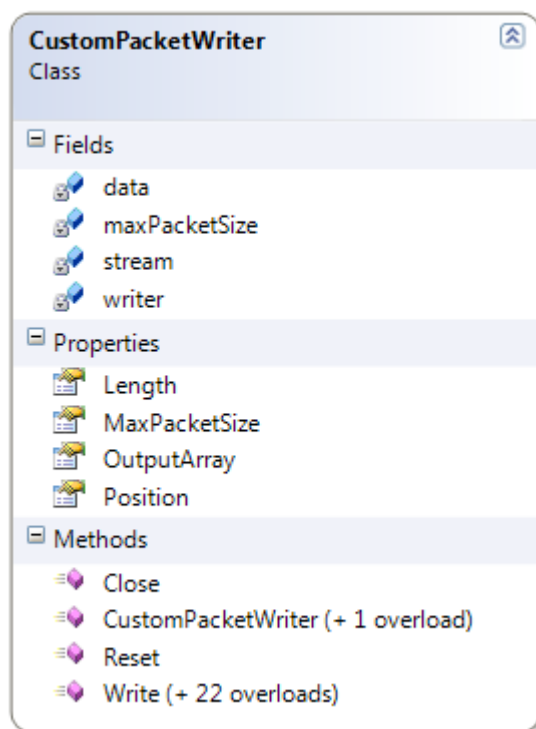 CustomPacketWriter
Class
Fields
data
maxPacketSize
stream
writer
Properties
Length
MaxPacketSize
OutputArray
Position
Methods
Close
CustomPacketWriter (+ 1 overload)
Reset
Write (+ 22 overloads)